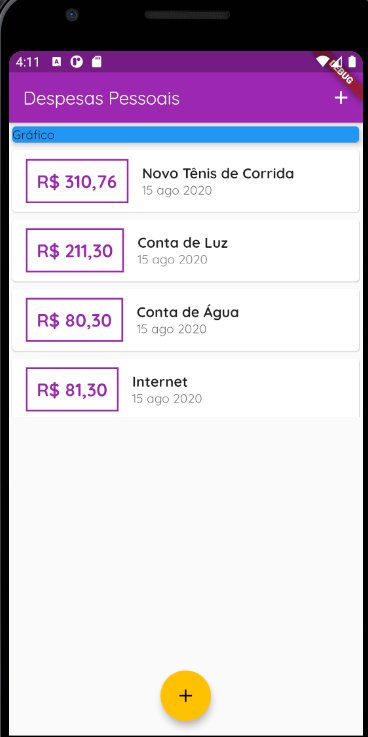 4:11
DEBUG
Despesas Pessoais
+
Gráfico
R$ 310,76
Novo Tênis de Corrida
15 ago 2020
R$ 211,30
Conta de Luz
15 ago 2020
R$ 80,30
Conta de Água
15 ago 2020
R$ 81,30
Internet
15 ago 2020
+